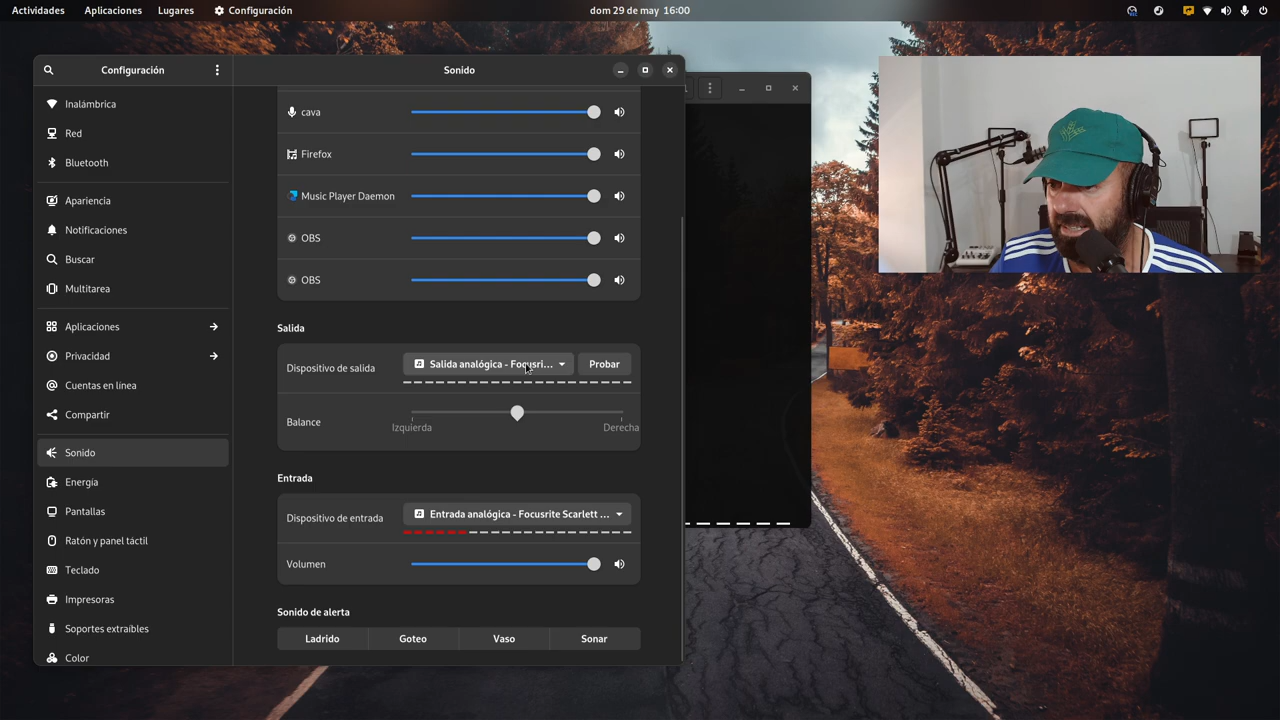 Actividades
Aplicaciones
Lugares
Configuración
dom 29 de may 16:00
Configuración
Sonido
Inalámbrica
Red
Bluetooth
Apariencia
Notificaciones
Buscar
Multitarea
Aplicaciones
Privacidad
Cuentas en línea
Compartir
Sonido
Energía
Pantallas
Ratón y panel táctil
Teclado
Impresoras
Soportes extraíbles
Color
cava
Firefox
Music Player Daemon
OBS
OBS
Salida
Dispositivo de salida
Salida analógica - Focusri...
Probar
Balance
Izquierda
Derecha
Entrada
Dispositivo de entrada
Entrada analógica - Focusrite Scarlett ...
Volumen
Sonido de alerta
Ladrido
Goteo
Vaso
Sonar